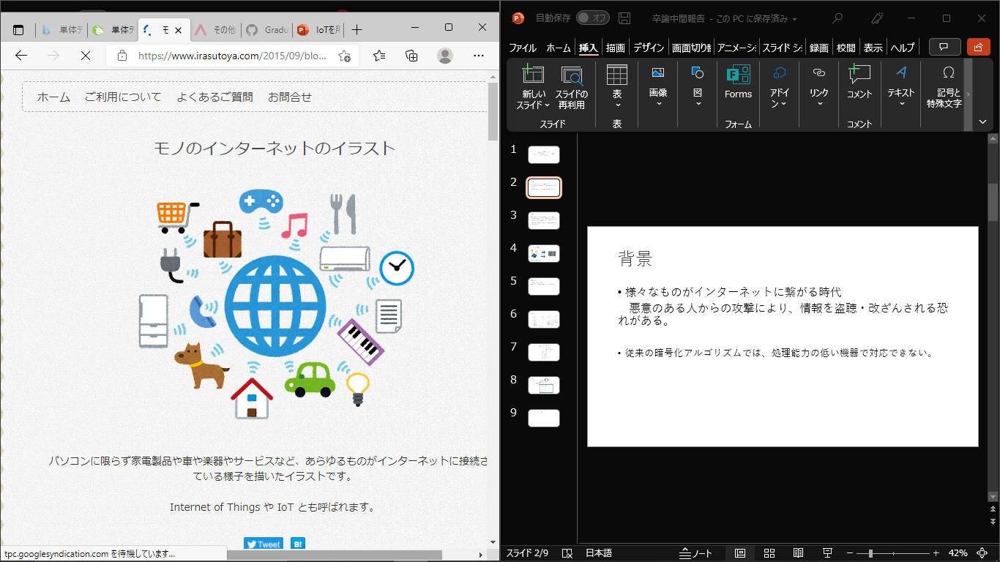 単体テ
単体テ
モ
その他
Gradu
IoTを用
https://www.irasutoya.com/2015/09/blo...
ホーム ご利用について よくあるご質問 お問合せ
モノのインターネットのイラスト
パソコンに限らず家電製品や車や楽器やサービスなど、あらゆるものがインターネットに接続さ
ている様子を描いたイラストです。
Internet of Things や IoT とも呼ばれます。
Tweet B!
tpc.googlesyndication.com を待機しています...
自動保存 オフ 卒論中間報告 - この PC に保存済み
ファイル ホーム 挿入 描画 デザイン 画面切り替 アニメーショ スライド シ 録画 校閲 表示 ヘルプ
新しい
スライド
スライドの
再利用
表
画像
図
Forms
アドイ
ン
リンク
コメント
テキスト
記号と
特殊文字
スライド 表 フォーム コメント
1
2
3
4
5
6
7
8
9
背景
• 様々なものがインターネットに繋がる時代
悪意のある人からの攻撃により、情報を盗聴・改ざんされる恐
れがある。
• 従来の暗号化アルゴリズムでは、処理能力の低い機器で対応できない。
スライド 2/9 日本語 ノート 42%